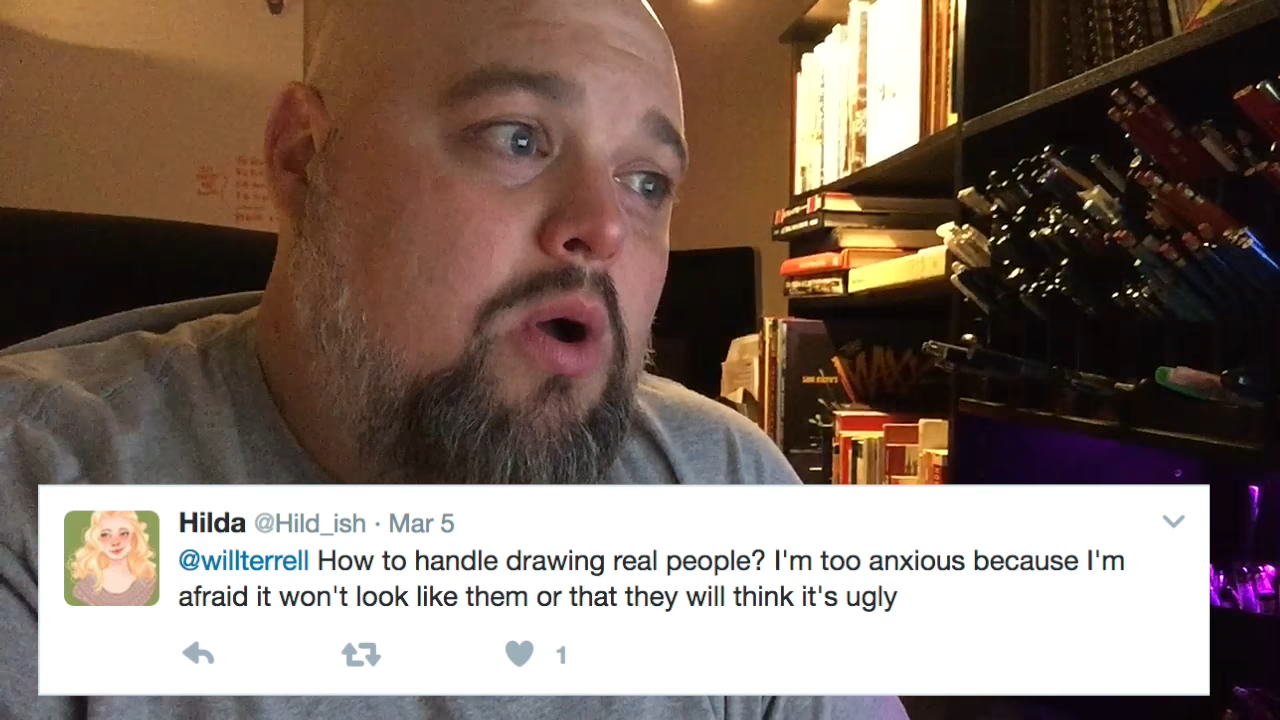 WAX
Hilda @Hild_ish · Mar 5
@willterrell How to handle drawing real people? I'm too anxious because I'm
afraid it won't look like them or that they will think it's ugly
1